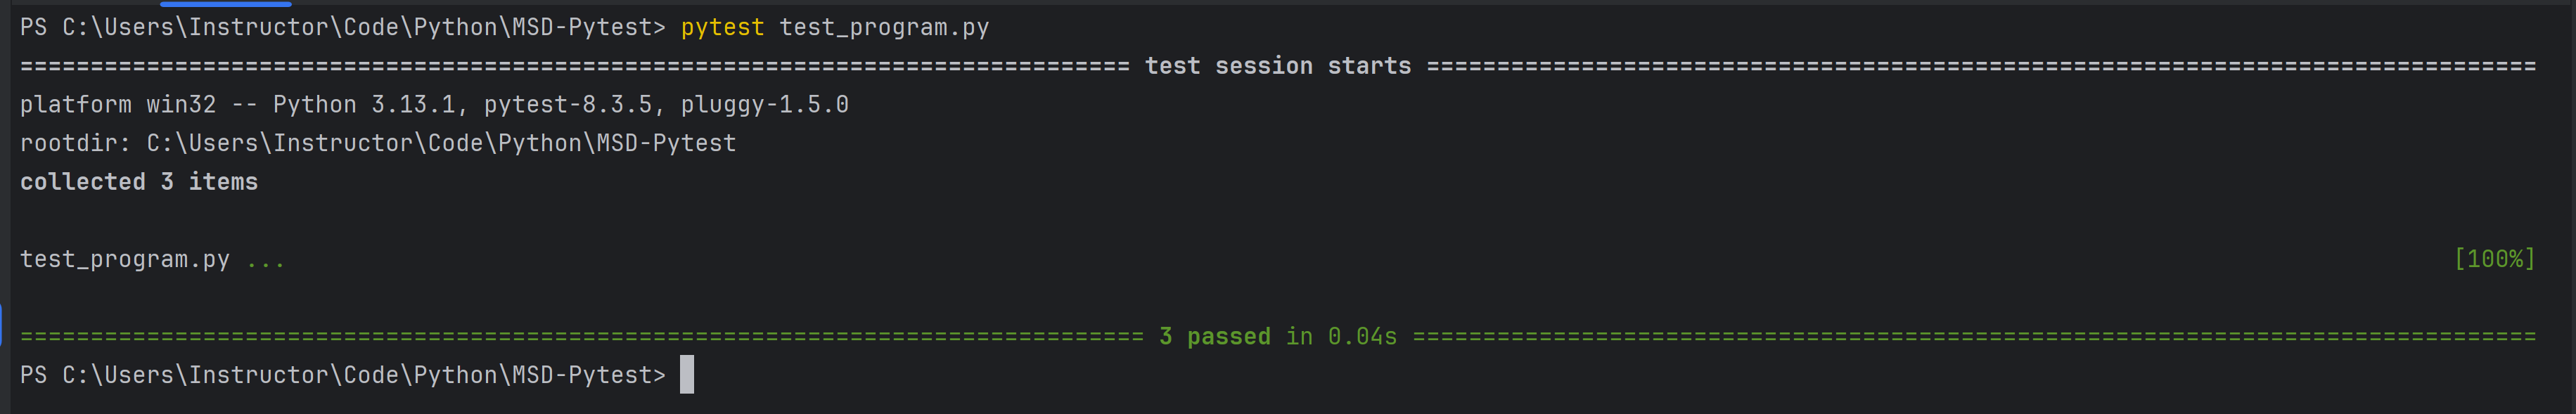 PS C:\Users\Instructor\Code\Python\MSD-Pytest> pytest test_program.py
=============================================================================== test session starts ===============================================================================
platform win32 -- Python 3.13.1, pytest-8.3.5, pluggy-1.5.0
rootdir: C:\Users\Instructor\Code\Python\MSD-Pytest
collected 3 items
test_program.py ... [100%]
================================================================================ 3 passed in 0.04s ================================================================================
PS C:\Users\Instructor\Code\Python\MSD-Pytest>